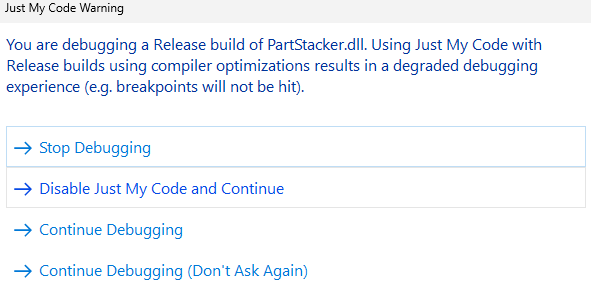 Just My Code Warning
You are debugging a Release build of PartStacker.dll. Using Just My Code with
Release builds using compiler optimizations results in a degraded debugging
experience (e.g. breakpoints will not be hit).
Stop Debugging
Disable Just My Code and Continue
Continue Debugging
Continue Debugging (Don't Ask Again)